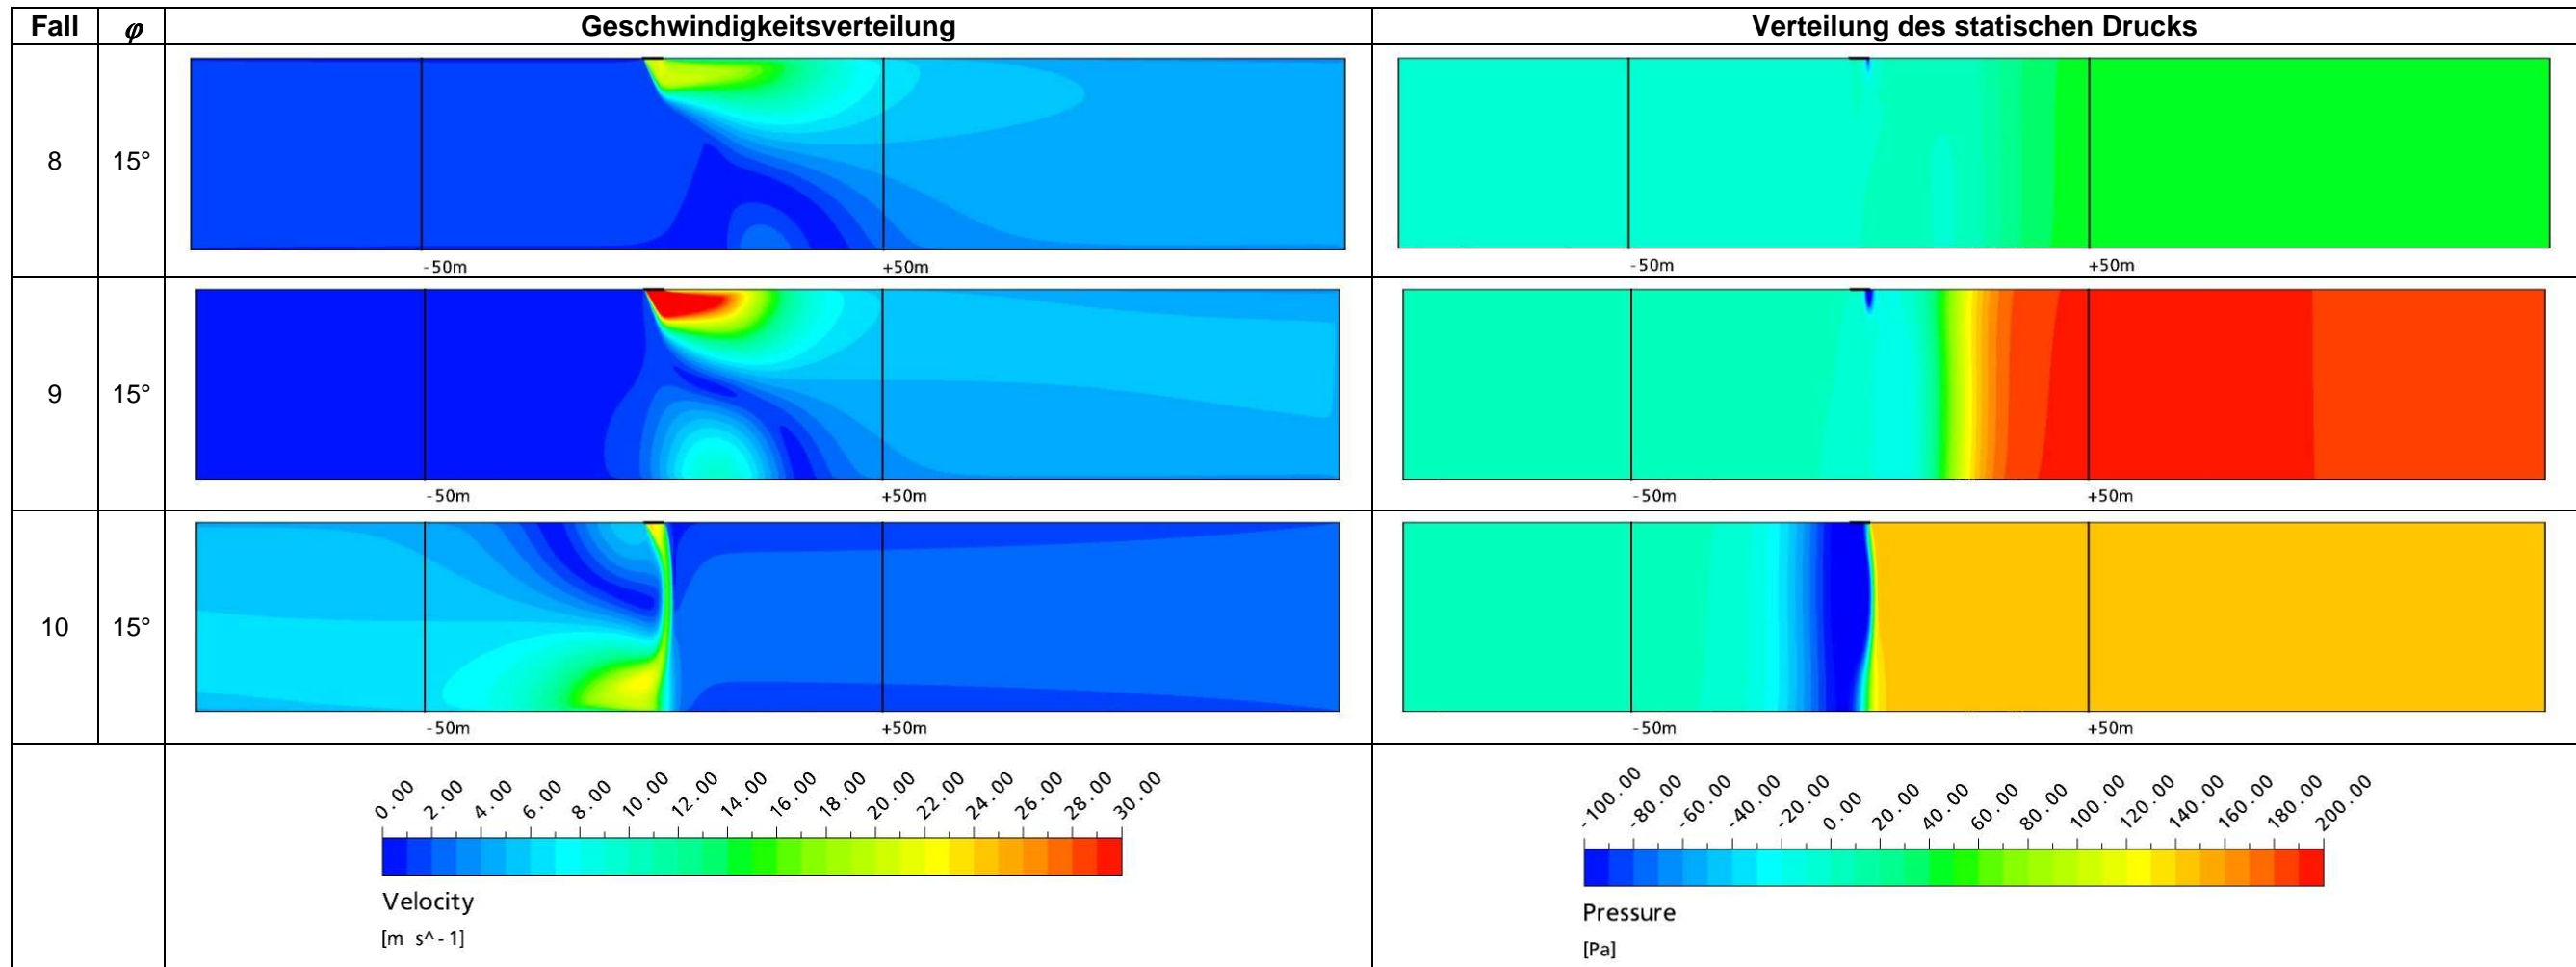 Fall φ Geschwindigkeitsverteilung Verteilung des statischen Drucks
8 15°
-50m +50m -50m +50m
9 15°
-50m +50m -50m +50m
10 15°
-50m +50m -50m +50m
0.00 2.00 4.00 6.00 8.00 10.00 12.00 14.00 16.00 18.00 20.00 22.00 24.00 26.00 28.00 30.00
-100.00 -80.00 -60.00 -40.00 -20.00 0.00 20.00 40.00 60.00 80.00 100.00 120.00 140.00 160.00 180.00 200.00
Velocity
[m s^-1]
Pressure
[Pa]